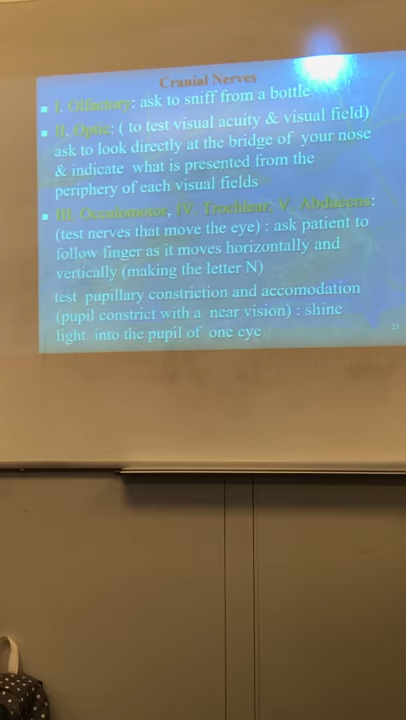 Cranial Nerves
I. Olfactory: ask to sniff from a bottle
II. Optic: ( to test visual acuity & visual field)
ask to look directly at the bridge of your nose
& indicate what is presented from the
periphery of each visual fields
III. Occulomotor, IV. Trochlear, V. Abducens:
(test nerves that move the eye) : ask patient to
follow finger as it moves horizontally and
vertically (making the letter N)
test pupillary constriction and accomodation
(pupil constrict with a near vision) : shine
light into the pupil of one eye